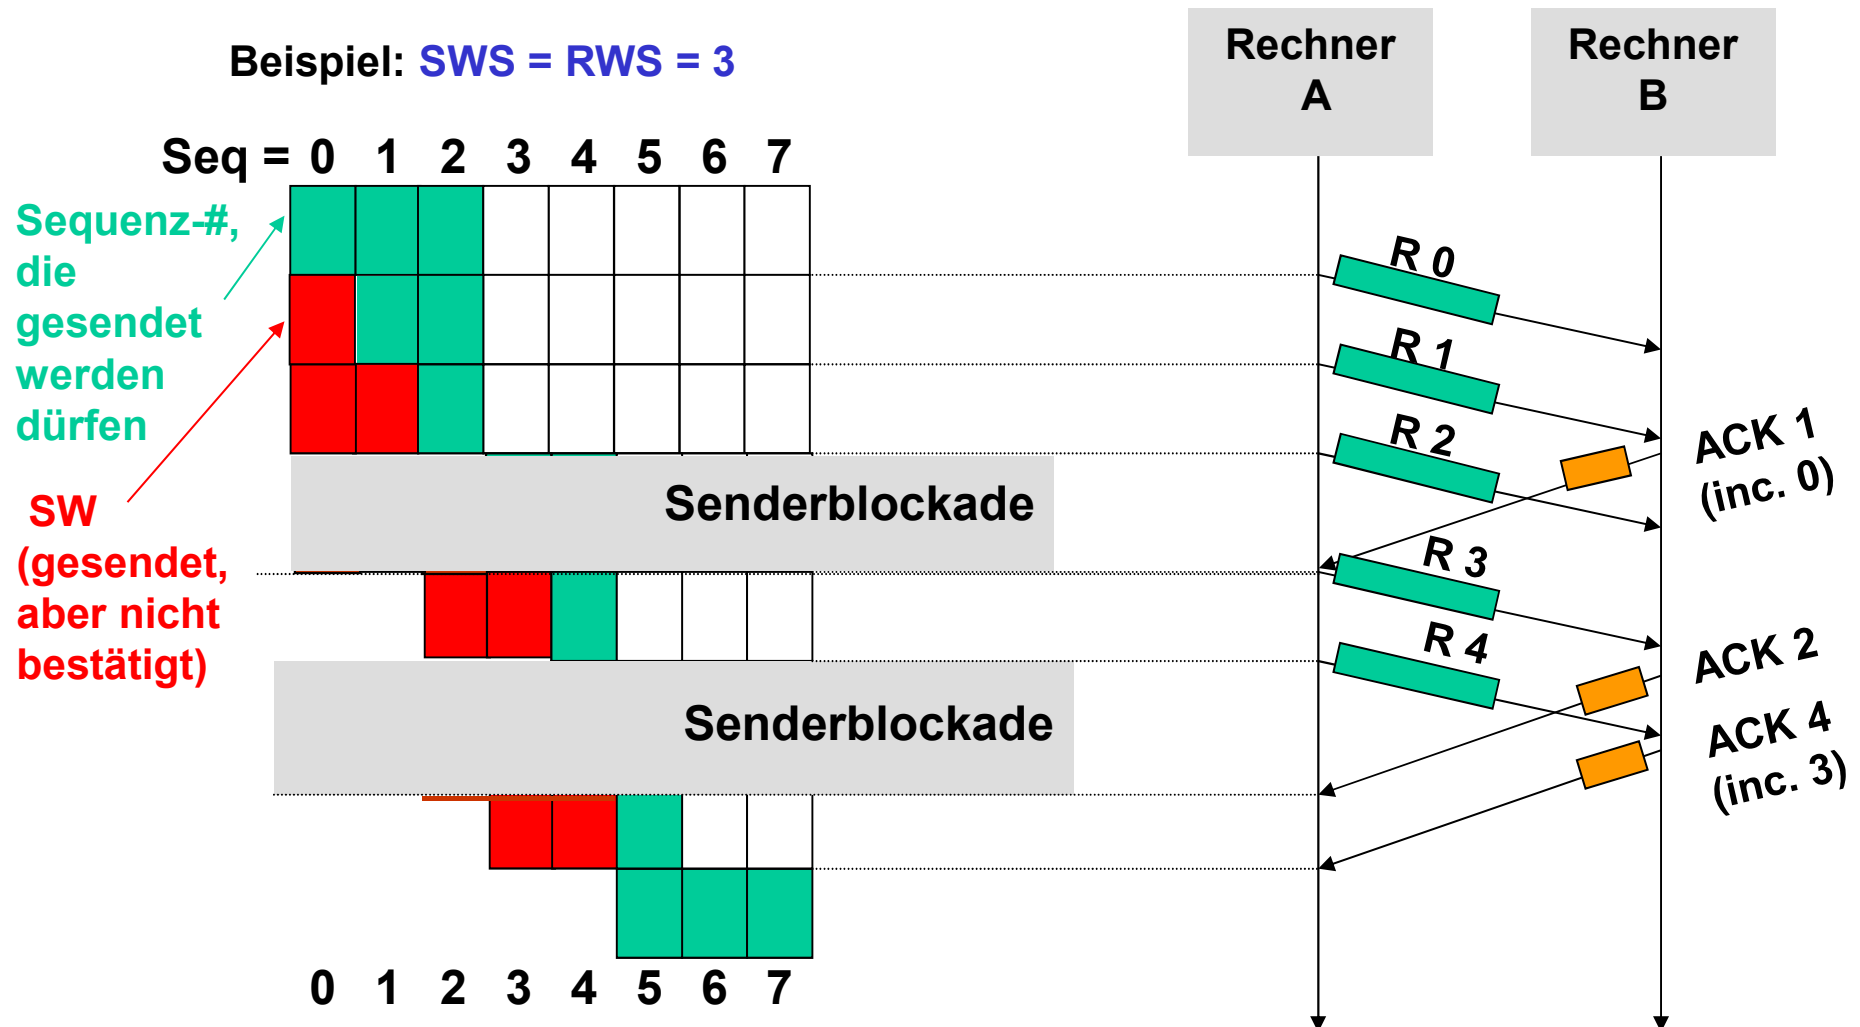 Beispiel: SWS = RWS = 3
Rechner
A
Rechner
B
Seq = 0 1 2 3 4 5 6 7
Sequenz-#,
die
gesendet
werden
dürfen
SW
(gesendet,
aber nicht
bestätigt)
Senderblockade
Senderblockade
0 1 2 3 4 5 6 7
R 0
R 1
R 2
ACK 1
(inc. 0)
R 3
R 4
ACK 2
ACK 4
(inc. 3)